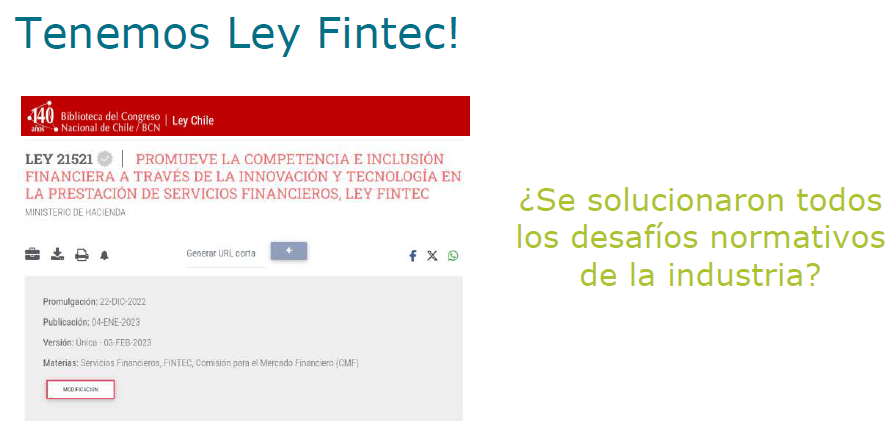 Tenemos Ley Fintec!
140
años
Biblioteca del Congreso
Nacional de Chile / BCN
Ley Chile
LEY 21521 | PROMUEVE LA COMPETENCIA E INCLUSIÓN
FINANCIERA A TRAVÉS DE LA INNOVACIÓN Y TECNOLOGÍA EN
LA PRESTACIÓN DE SERVICIOS FINANCIEROS, LEY FINTEC
MINISTERIO DE HACIENDA
Generar URL corta
Promulgación: 22-DIC-2022
Publicación: 04-ENE-2023
Versión: Única - 03-FEB-2023
Materias: Servicios Financieros, FINTEC, Comisión para el Mercado Financiero (CMF)
MODIFICACION
¿Se solucionaron todos
los desafíos normativos
de la industria?